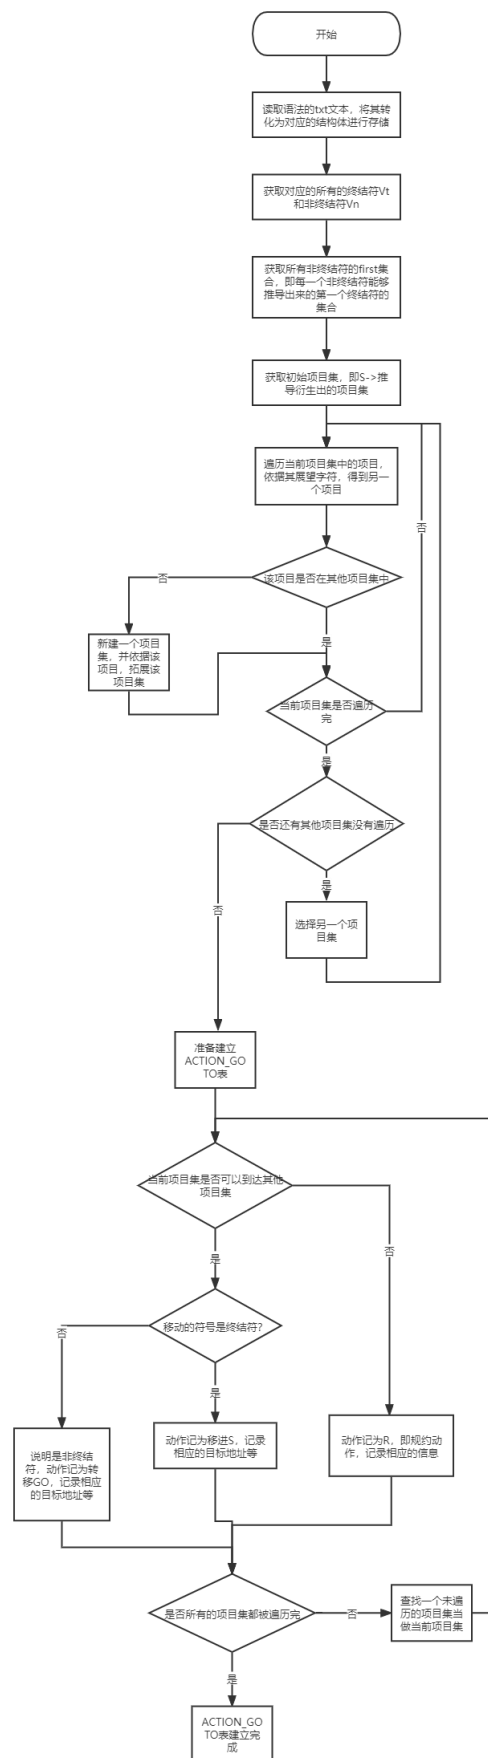 开始
读取语法的txt文本，将其转
化为对应的结构体进行存储
获取对应的所有的终结符Vt
和非终结符Vn
获取所有非终结符的first集
合，即每一个非终结符能够
推导出来的第一个终结符的
集合
获取初始项目集，即S->推
导衍生出的项目集
遍历当前项目集中的项目，
依据其展望字符，得到另一
个项目
否
该项目是否在其他项目集中
否
是
新建一个项目
集，并依据该
项目，拓展该
项目集
当前项目集是否遍历
完
是
是否还有其他项目集没有遍历
是
否
选择另一个项
目集
准备建立
ACTION_GO
TO表
当前项目集是否可以到达其他
项目集
否
是
移动的符号是终结符？
否
是
说明是非终结
符，动作记为转
移GO，记录相应
的目标地址等
动作记为移进S，记录
相应的目标地址等
动作记为R，即规约动
作，记录相应的信息
是否所有的项目集都被遍历完
否
查找一个未遍
历的项目集当
做当前项目集
是
ACTION_GO
TO表建立完
成